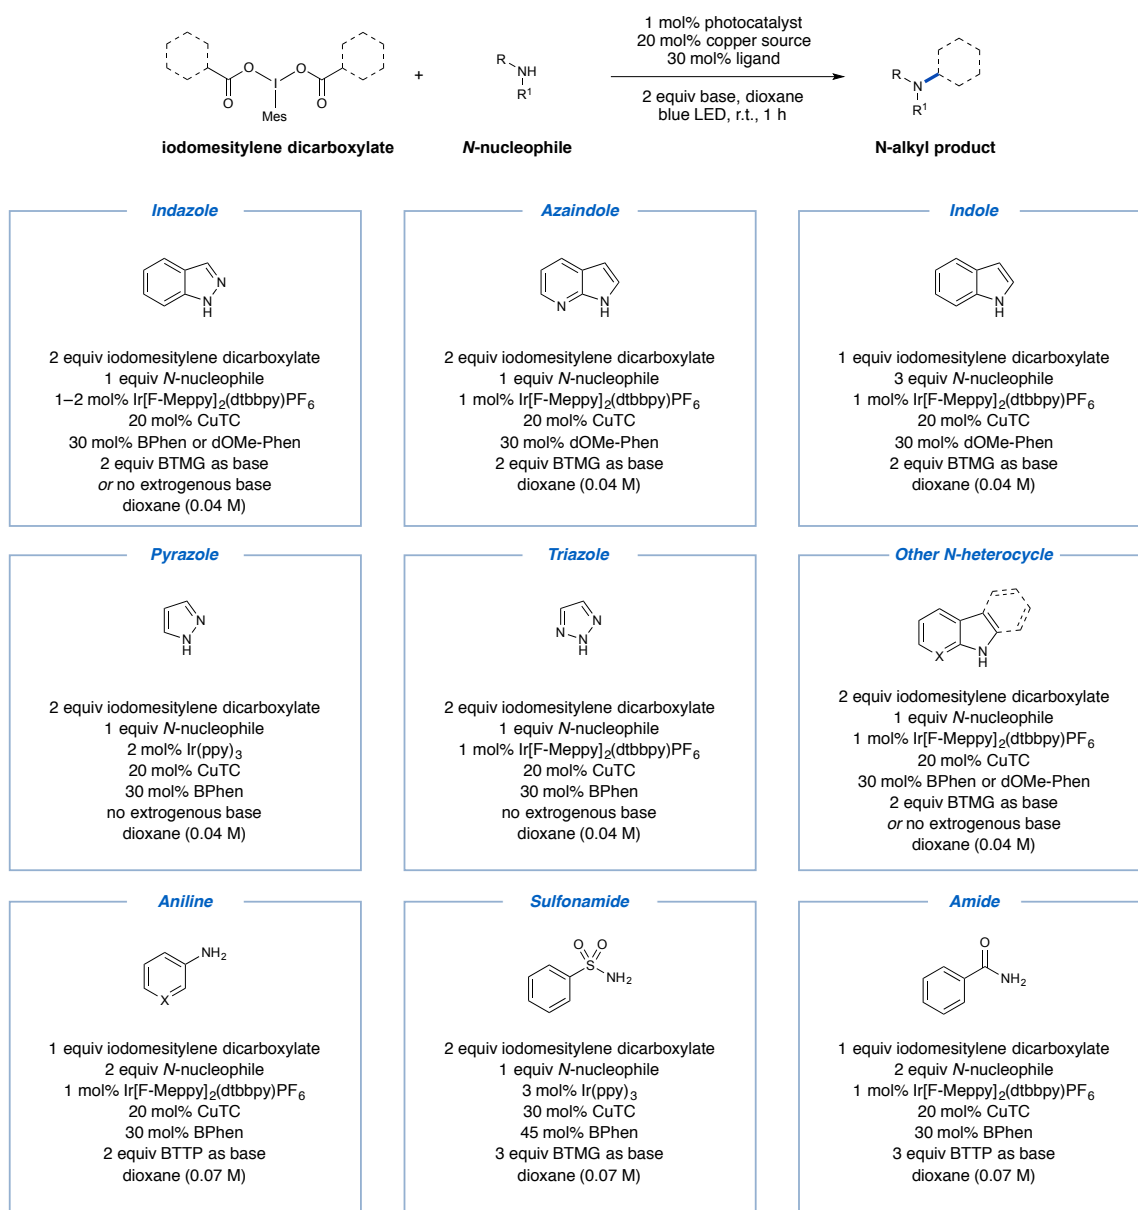 1 mol% photocatalyst
20 mol% copper source
30 mol% ligand
R
NH
R¹
O
O
I
O
O
Mes
+
2 equiv base, dioxane
blue LED, r.t., 1 h
R
N
R¹
iodomesitylene dicarboxylate
N-nucleophile
N-alkyl product
Indazole
N
N
H
2 equiv iodomesitylene dicarboxylate
1 equiv N-nucleophile
1–2 mol% Ir[F-Meppy]₂(dtbbpy)PF₆
20 mol% CuTC
30 mol% BPhen or dOMe-Phen
2 equiv BTMG as base
or no extrogenous base
dioxane (0.04 M)
Azaindole
N
N
H
2 equiv iodomesitylene dicarboxylate
1 equiv N-nucleophile
1 mol% Ir[F-Meppy]₂(dtbbpy)PF₆
20 mol% CuTC
30 mol% dOMe-Phen
2 equiv BTMG as base
dioxane (0.04 M)
Indole
N
H
1 equiv iodomesitylene dicarboxylate
3 equiv N-nucleophile
1 mol% Ir[F-Meppy]₂(dtbbpy)PF₆
20 mol% CuTC
30 mol% dOMe-Phen
2 equiv BTMG as base
dioxane (0.04 M)
Pyrazole
N
N
H
2 equiv iodomesitylene dicarboxylate
1 equiv N-nucleophile
2 mol% Ir(ppy)₃
20 mol% CuTC
30 mol% BPhen
no extrogenous base
dioxane (0.04 M)
Triazole
N
N
N
H
2 equiv iodomesitylene dicarboxylate
1 equiv N-nucleophile
1 mol% Ir[F-Meppy]₂(dtbbpy)PF₆
20 mol% CuTC
30 mol% BPhen
no extrogenous base
dioxane (0.04 M)
Other N-heterocycle
X
N
H
2 equiv iodomesitylene dicarboxylate
1 equiv N-nucleophile
1 mol% Ir[F-Meppy]₂(dtbbpy)PF₆
20 mol% CuTC
30 mol% BPhen or dOMe-Phen
2 equiv BTMG as base
or no extrogenous base
dioxane (0.04 M)
Aniline
NH₂
X
1 equiv iodomesitylene dicarboxylate
2 equiv N-nucleophile
1 mol% Ir[F-Meppy]₂(dtbbpy)PF₆
20 mol% CuTC
30 mol% BPhen
2 equiv BTTP as base
dioxane (0.07 M)
Sulfonamide
O O
S
NH₂
2 equiv iodomesitylene dicarboxylate
1 equiv N-nucleophile
3 mol% Ir(ppy)₃
30 mol% CuTC
45 mol% BPhen
3 equiv BTMG as base
dioxane (0.07 M)
Amide
O
NH₂
1 equiv iodomesitylene dicarboxylate
2 equiv N-nucleophile
1 mol% Ir[F-Meppy]₂(dtbbpy)PF₆
20 mol% CuTC
30 mol% BPhen
3 equiv BTTP as base
dioxane (0.07 M)